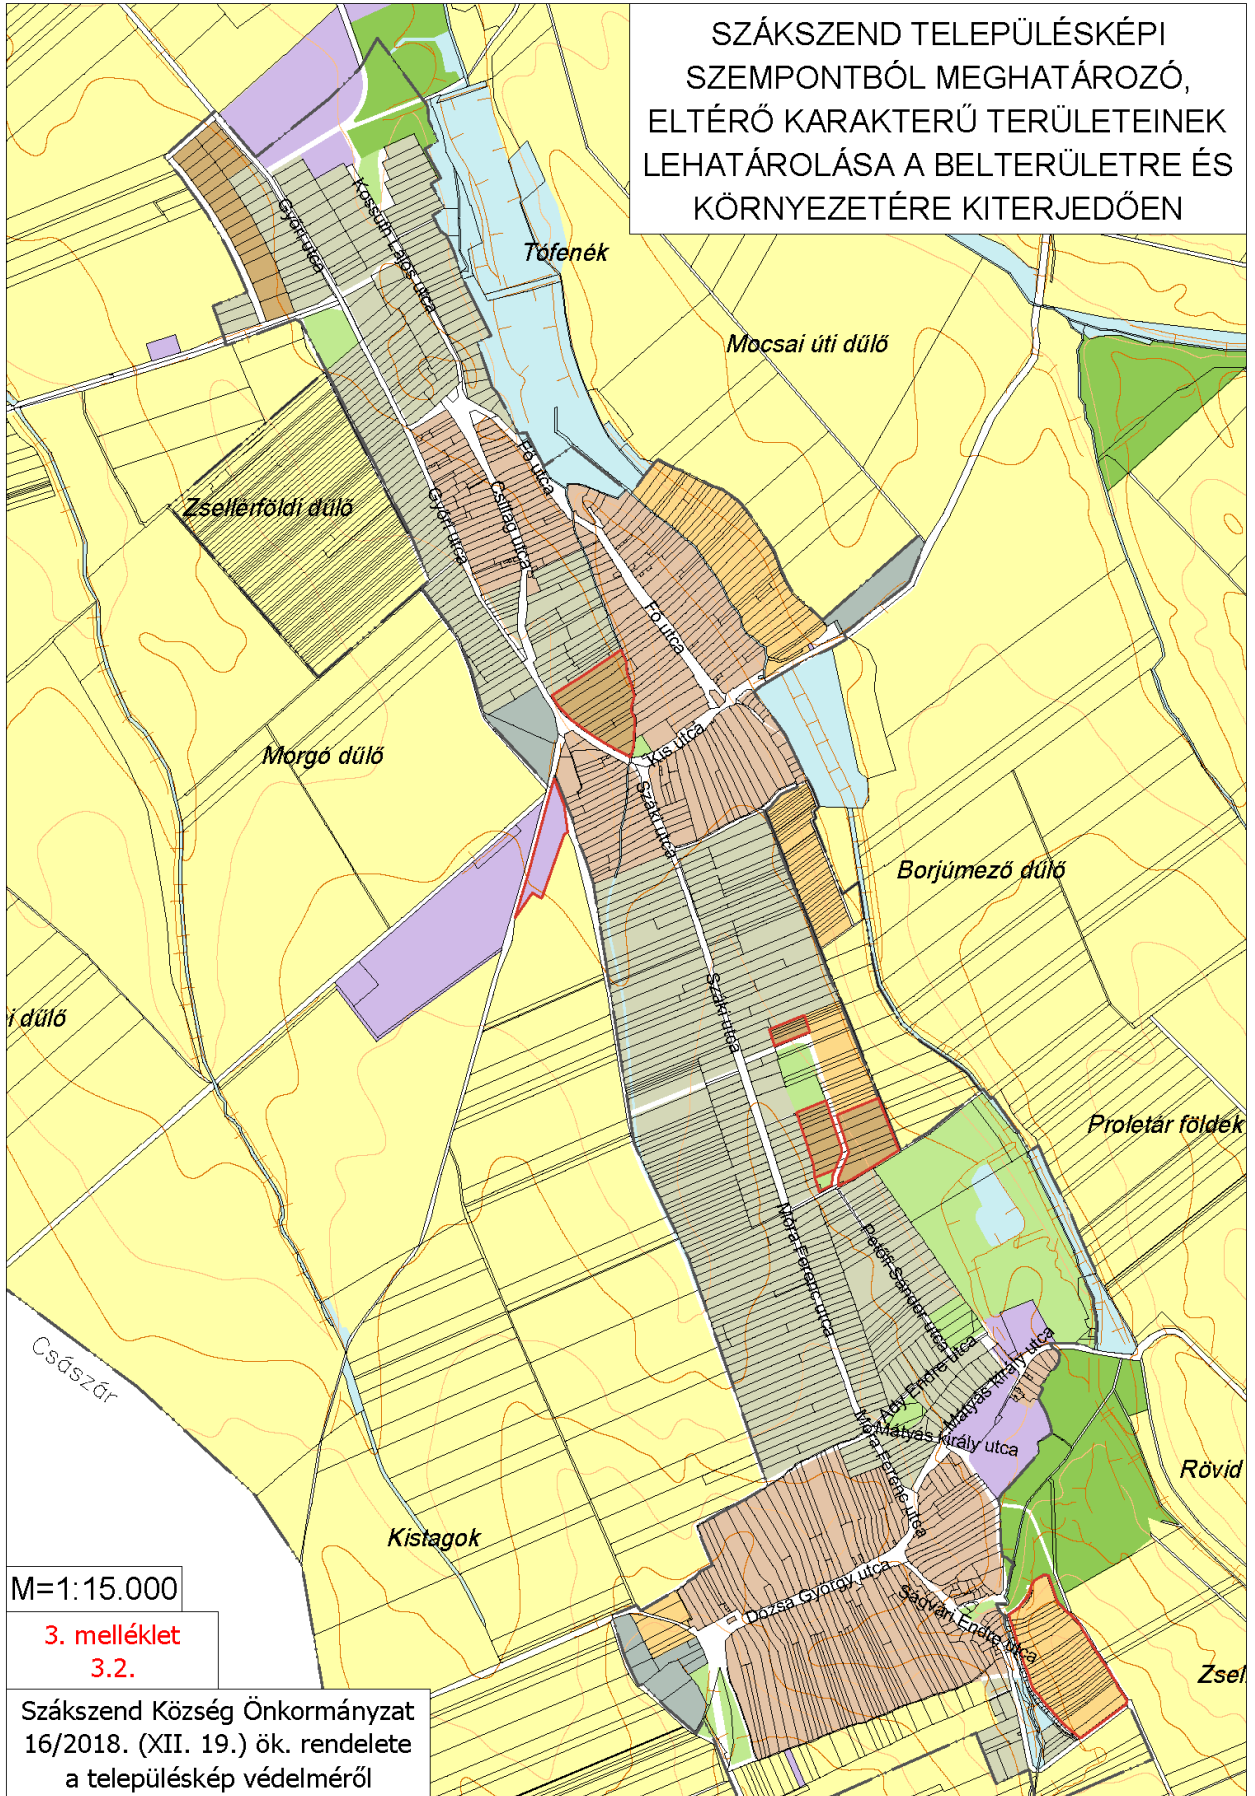 SZÁKSZEND TELEPÜLÉSKÉPI
SZEMPONTBÓL MEGHATÁROZÓ,
ELTÉRŐ KARAKTERŰ TERÜLETEINEK
LEHATÁROLÁSA A BELTERÜLETRE ÉS
KÖRNYEZETÉRE KITERJEDŐEN
Győri utca
Kossuth Lajos utca
Tófenék
Mocsai úti dűlő
Fő utca
Csillag utca
Győri utca
Zsellérföldi dűlő
Fő utca
Kis utca
Morgó dűlő
Száki utca
Borjúmező dűlő
Száki utca
i dűlő
Proletár földek
Móra Ferenc utca
Petőfi Sándor utca
Ady Endre utca
Mátyás király utca
Mátyás király utca
Móra Ferenc utca
Császár
Rövid
Kistagok
Dózsa György utca
Ságvári Endre utca
Zsel
M=1:15.000
3. melléklet
3.2.
Szákszend Község Önkormányzat
16/2018. (XII. 19.) ök. rendelete
a településkép védelméről